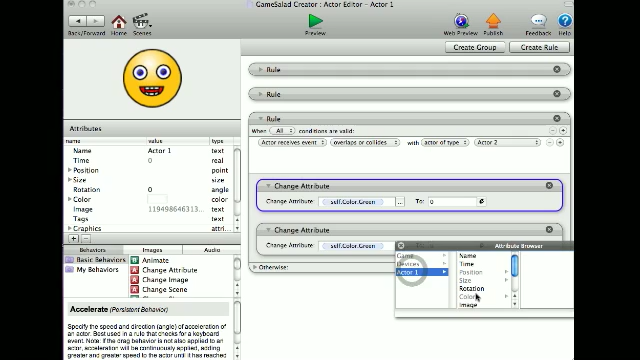 GameSalad Creator : Actor Editor - Actor 1
Back/Forward Home Scenes Preview Web Preview Publish Feedback Help
Create Group Create Rule
Rule
Rule
Rule
When All conditions are valid:
Actor receives event overlaps or collides with actor of type Actor 2
Change Attribute
Change Attribute: self.Color.Green ... To: 0
Change Attribute
Change Attribute: self.Color.Green
Otherwise:
Attribute Browser
Game
Devices
Actor 1
Name
Time
Position
Size
Rotation
Color
Image
Attributes
name value type
Name Actor 1 text
Time 0 real
Position point
Size size
Rotation 0 angle
Color color
Image 119498646313... text
Tags text
Graphics
Behaviors Images Audio
Basic Behaviors
My Behaviors
Animate
Change Attribute
Change Image
Change Scene
Accelerate (Persistent Behavior)
Specify the speed and direction (angle) of acceleration of
an actor. Best used in a rule that checks for a keyboard
event. Note: If the drag behavior is not also applied to an
actor, acceleration will be continuously applied, adding
greater and greater speed to the actor until it has reached